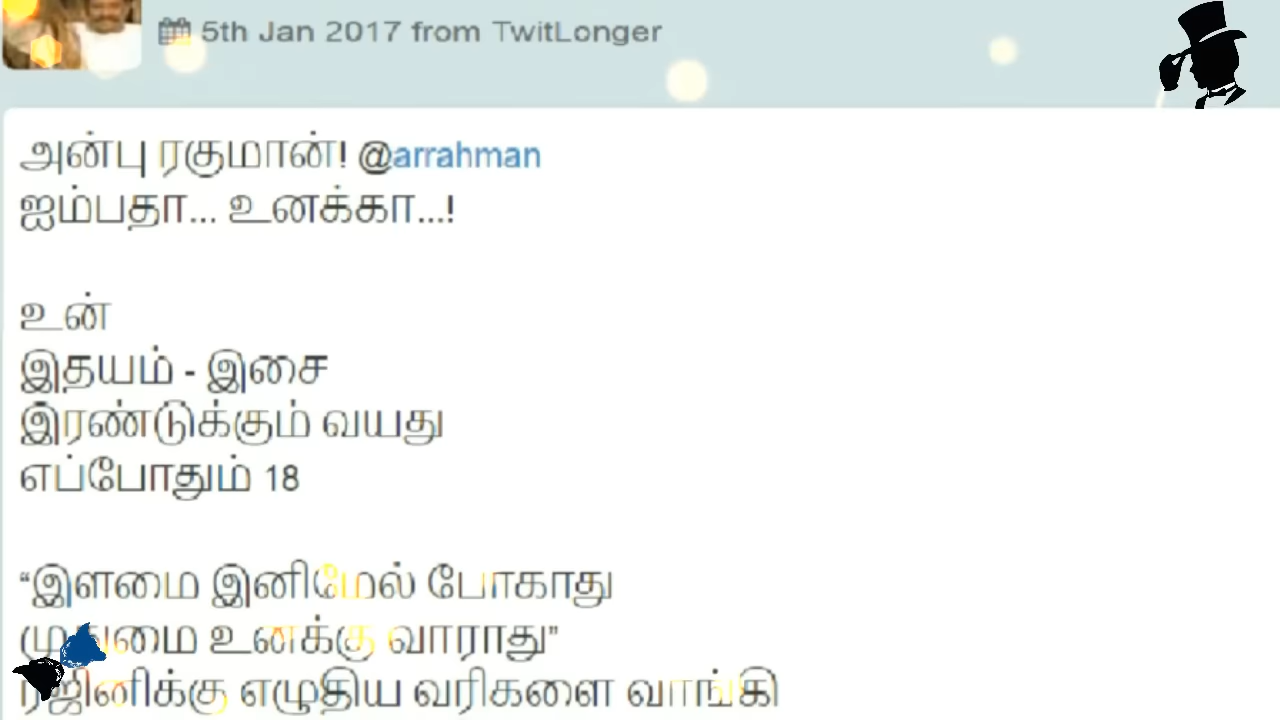 5th Jan 2017 from TwitLonger
அன்பு ரகுமான்! @arrahman
ஐம்பதா... உனக்கா...!
உன்
இதயம் - இசை
இரண்டுக்கும் வயது
எப்போதும் 18
“இளமை இனிமேல் போகாது
முதுமை உனக்கு வாராது”
ரஜினிக்கு எழுதிய வரிகளை வாங்கி